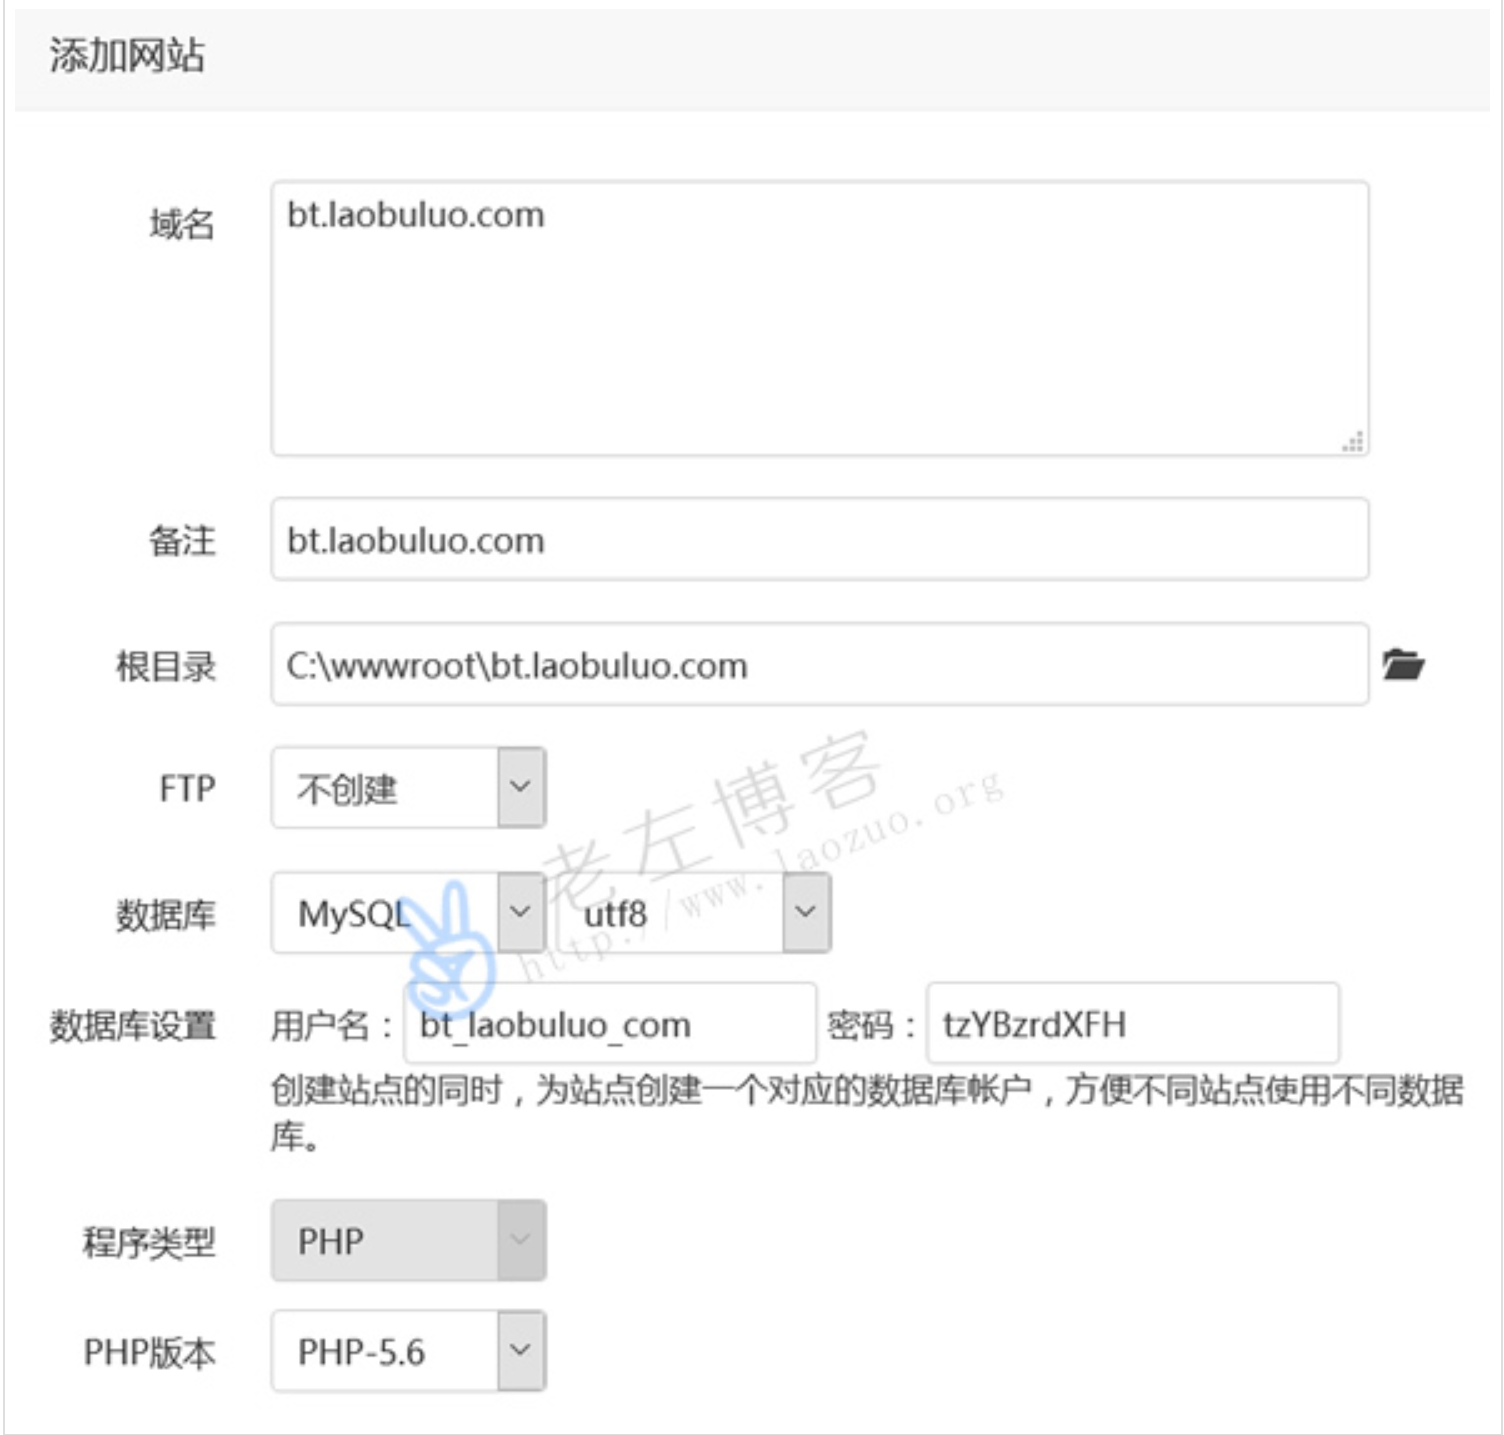 添加网站
域名 bt.laobuluo.com
备注 bt.laobuluo.com
根目录 C:\wwwroot\bt.laobuluo.com
FTP 不创建
老左博客
http://www.laozuo.org
数据库 MySQL utf8
数据库设置 用户名： bt_laobuluo_com 密码： tzYBzrdXFH
创建站点的同时，为站点创建一个对应的数据库帐户，方便不同站点使用不同数据
库。
程序类型 PHP
PHP版本 PHP-5.6